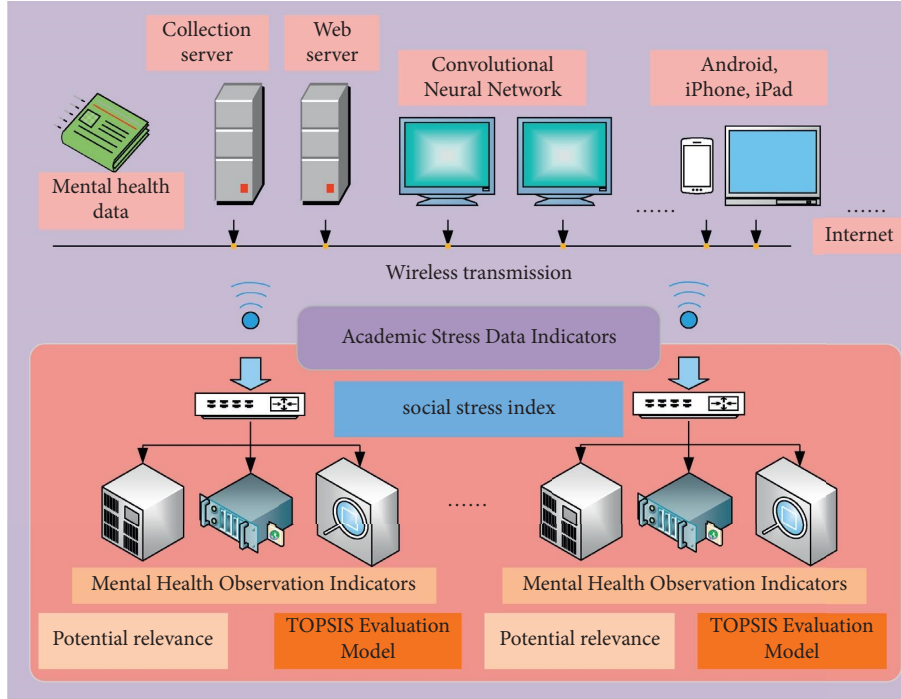 Collection
server
Web
server
Convolutional
Neural Network
Android,
iPhone, iPad
Mental health
data
......
......
Internet
Wireless transmission
Academic Stress Data Indicators
social stress index
......
Mental Health Observation Indicators
Mental Health Observation Indicators
Potential relevance
TOPSIS Evaluation
Model
Potential relevance
TOPSIS Evaluation
Model